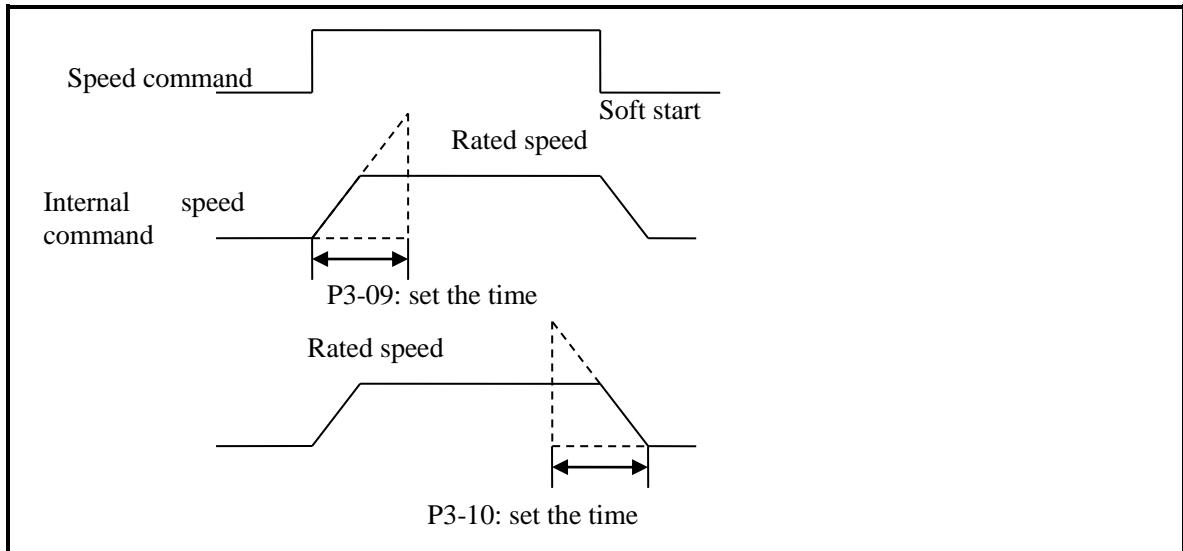 Speed command
Soft start
Rated speed
Internal speed
command
P3-09: set the time
Rated speed
P3-10: set the time